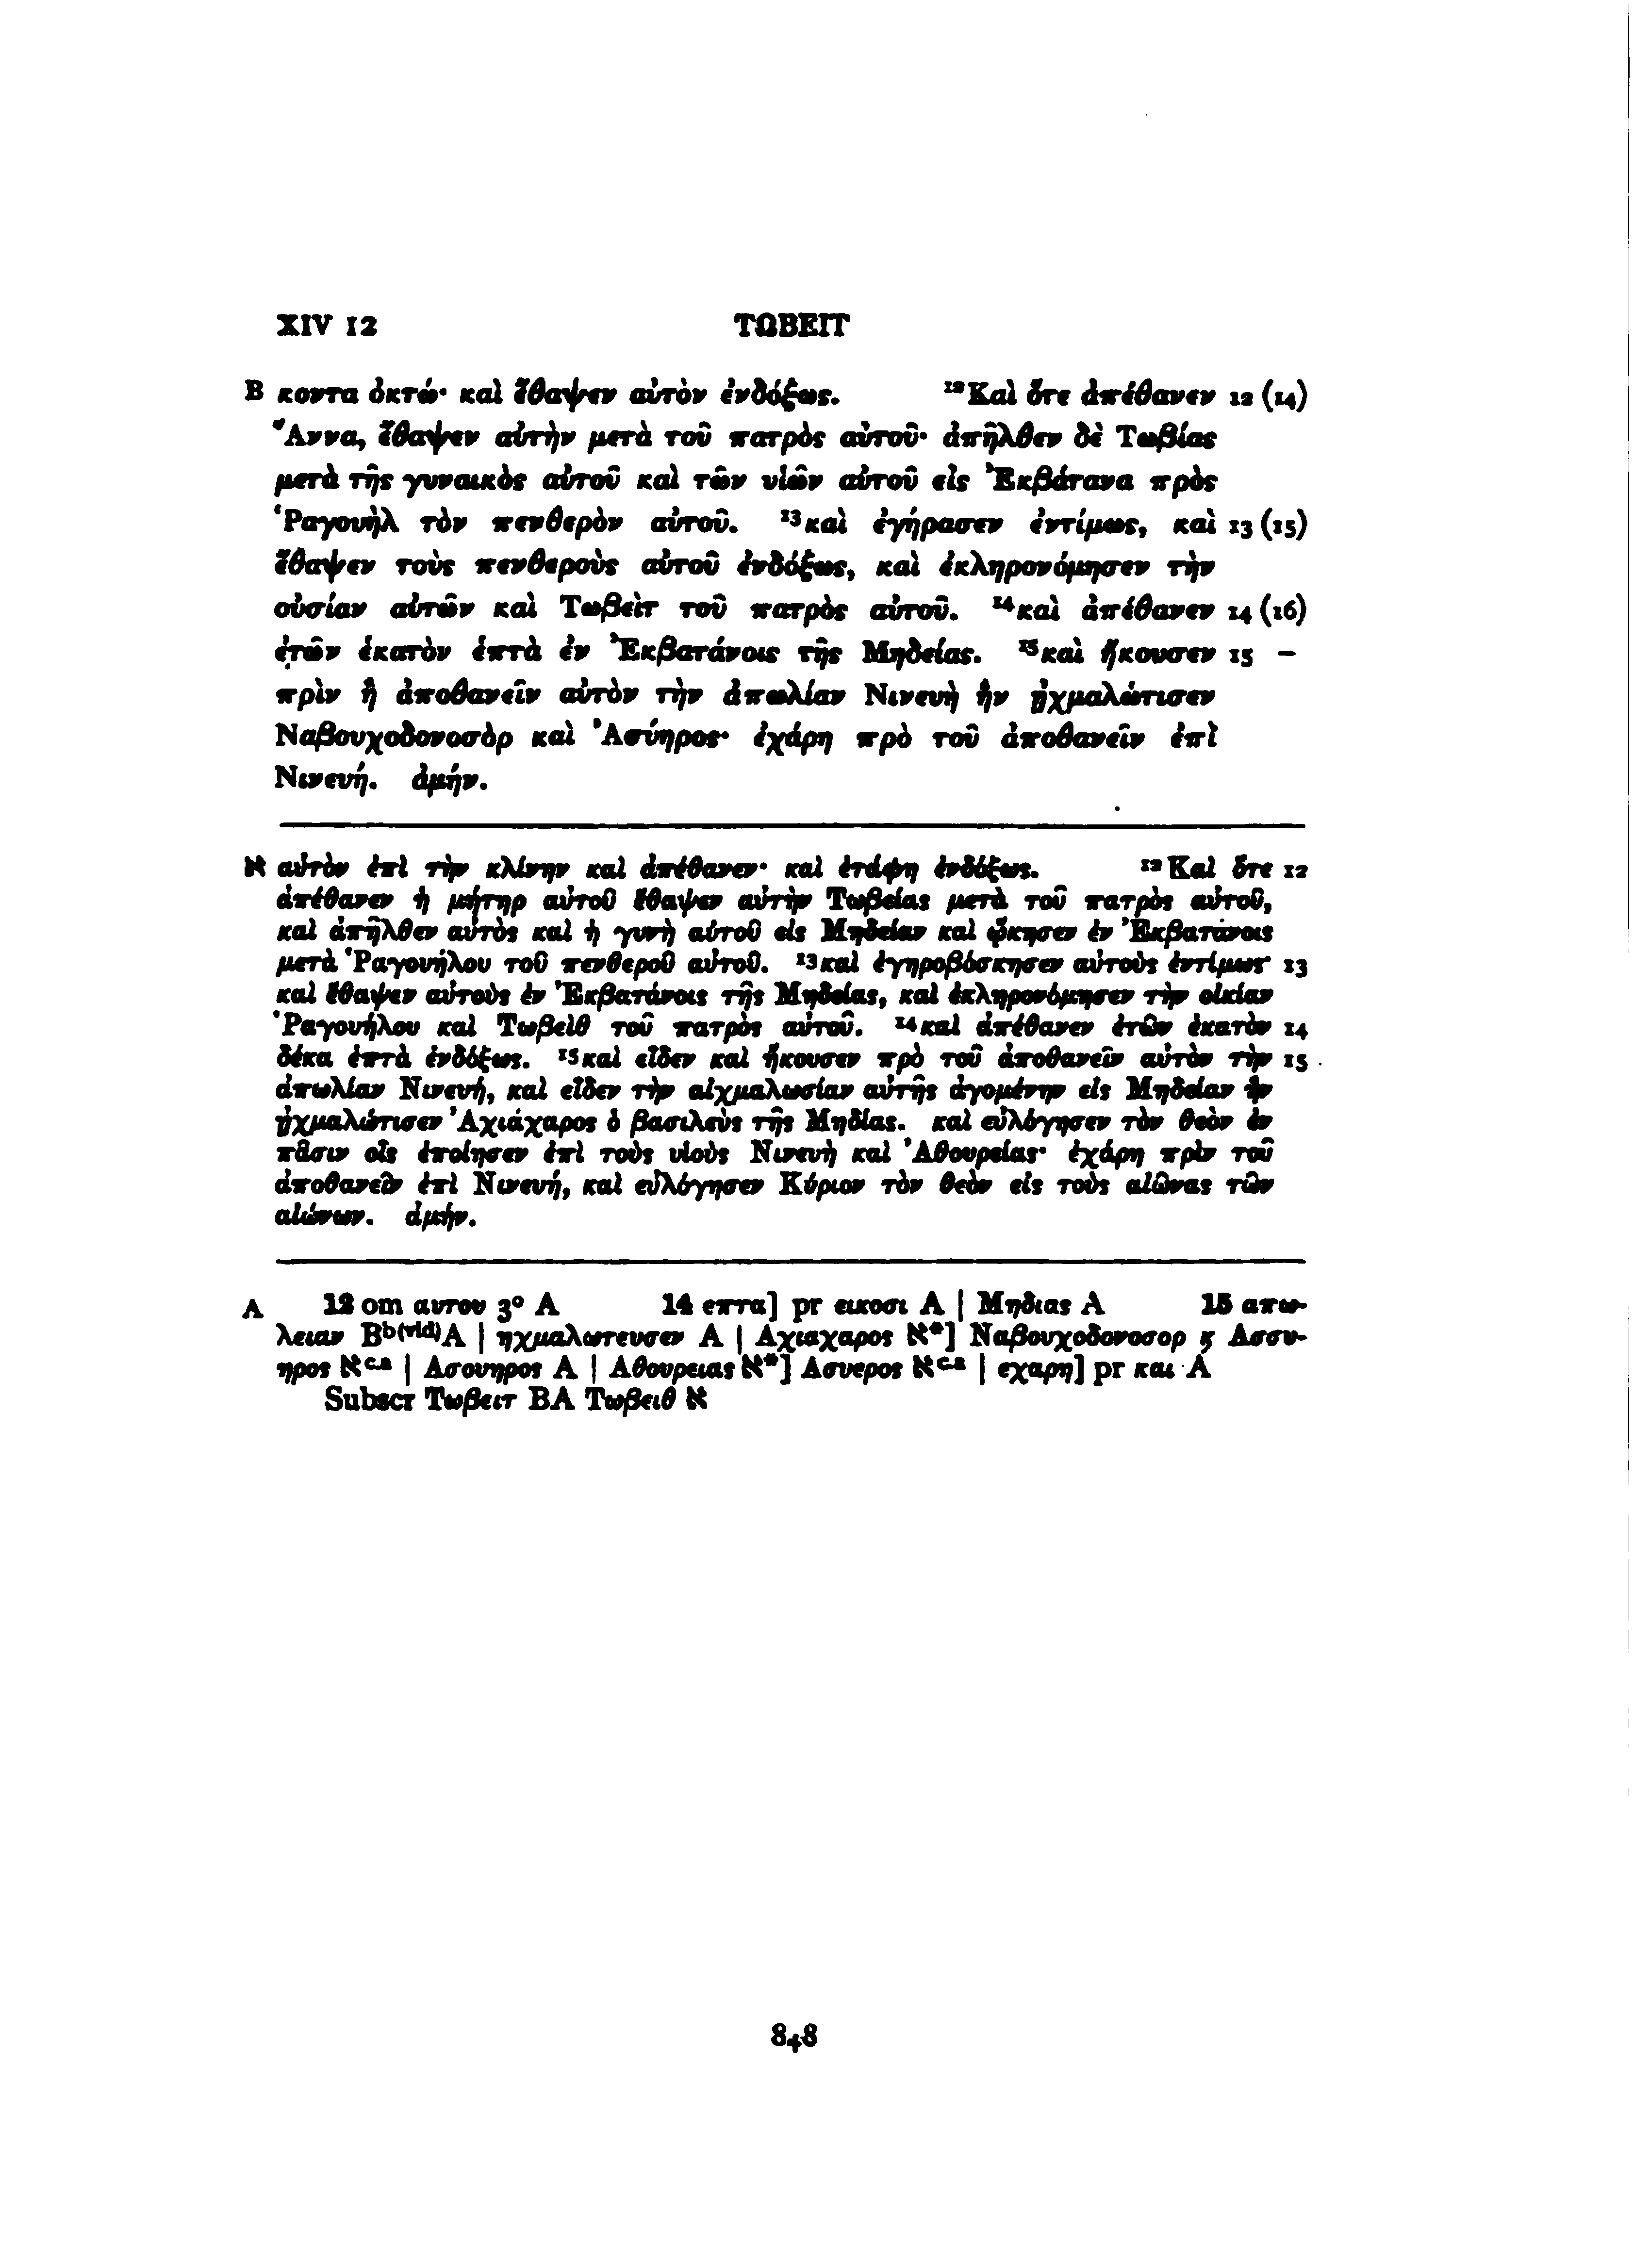 XIV 12 ΤΩΒΕΙΤ
B κοντα ὀκτώ· καὶ ἔθαψεν αὐτὸν ἐνδόξως. ¹²Καὶ ὅτε ἀπέθανεν 12 (14)
Ἄννα, ἔθαψεν αὐτὴν μετὰ τοῦ πατρὸς αὐτοῦ· ἀπῆλθεν δὲ Τωβίας
μετὰ τῆς γυναικὸς αὐτοῦ καὶ τῶν υἱῶν αὐτοῦ εἰς Ἐκβάτανα πρὸς
Ῥαγουὴλ τὸν πενθερὸν αὐτοῦ. ¹³καὶ ἐγήρασεν ἐντίμως, καὶ 13 (15)
ἔθαψεν τοὺς πενθεροὺς αὐτοῦ ἐνδόξως, καὶ ἐκληρονόμησεν τὴν
οὐσίαν αὐτῶν καὶ Τωβεὶτ τοῦ πατρὸς αὐτοῦ. ¹⁴καὶ ἀπέθανεν 14 (16)
ἐτῶν ἑκατὸν ἑπτὰ ἐν Ἐκβατάνοις τῆς Μηδείας. ¹⁵καὶ ἤκουσεν 15 –
πρὶν ἢ ἀποθανεῖν αὐτὸν τὴν ἀπωλίαν Νινευὴ ἣν ᾐχμαλώτισεν
Ναβουχοδονοσὸρ καὶ Ἀσύηρος· ἐχάρη πρὸ τοῦ ἀποθανεῖν ἐπὶ
Νινευή. ἀμήν.
א αὐτὸν ἐπὶ τὴν κλίνην καὶ ἀπέθανεν· καὶ ἐτάφη ἐνδόξως. ¹²Καὶ ὅτε 12
ἀπέθανεν ἡ μήτηρ αὐτοῦ ἔθαψεν αὐτὴν Τωβείας μετὰ τοῦ πατρὸς αὐτοῦ,
καὶ ἀπῆλθεν αὐτὸς καὶ ἡ γυνὴ αὐτοῦ εἰς Μηδείαν καὶ ᾤκησεν ἐν Ἐκβατάνοις
μετὰ Ῥαγουήλου τοῦ πενθεροῦ αὐτοῦ. ¹³καὶ ἐγηροβόσκησεν αὐτοὺς ἐντίμως· 13
καὶ ἔθαψεν αὐτοὺς ἐν Ἐκβατάνοις τῆς Μηδείας, καὶ ἐκληρονόμησεν τὴν οἰκίαν
Ῥαγουήλου καὶ Τωβεὶθ τοῦ πατρὸς αὐτοῦ. ¹⁴καὶ ἀπέθανεν ἐτῶν ἑκατὸν 14
δέκα ἑπτὰ ἐνδόξως. ¹⁵καὶ εἶδεν καὶ ἤκουσεν πρὸ τοῦ ἀποθανεῖν αὐτὸν τὴν 15
ἀπωλίαν Νινευή, καὶ εἶδεν τὴν αἰχμαλωσίαν αὐτῆς ἀγομένην εἰς Μηδείαν ἣν
ᾐχμαλώτισεν Ἀχιάχαρος ὁ βασιλεὺς τῆς Μηδίας. καὶ εὐλόγησεν τὸν θεὸν ἐν
πᾶσιν οἷς ἐποίησεν ἐπὶ τοὺς υἱοὺς Νινευὴ καὶ Ἀθουρείας· ἐχάρη πρὶν τοῦ
ἀποθανεῖν ἐπὶ Νινευή, καὶ εὐλόγησεν Κύριον τὸν θεὸν εἰς τοὺς αἰῶνας τῶν
αἰώνων. ἀμήν.
A 12 om αυτου 3° A 14 επτα] pr εικοσι A | Μηδιας A 15 απω-
λειαν Bᵇ⁽ᵛⁱᵈ⁾A | ηχμαλωτευσεν A | Αχιαχαρος א*] Ναβουχοδονοσορ ϗ Ασσυ-
ηρος אᶜ·ᵃ | Ασουηρος A | Αθουρειας א*] Ασυερος אᶜ·ᵃ | εχαρη] pr και A
Subscr Τωβειτ BA Τωβειθ א
848